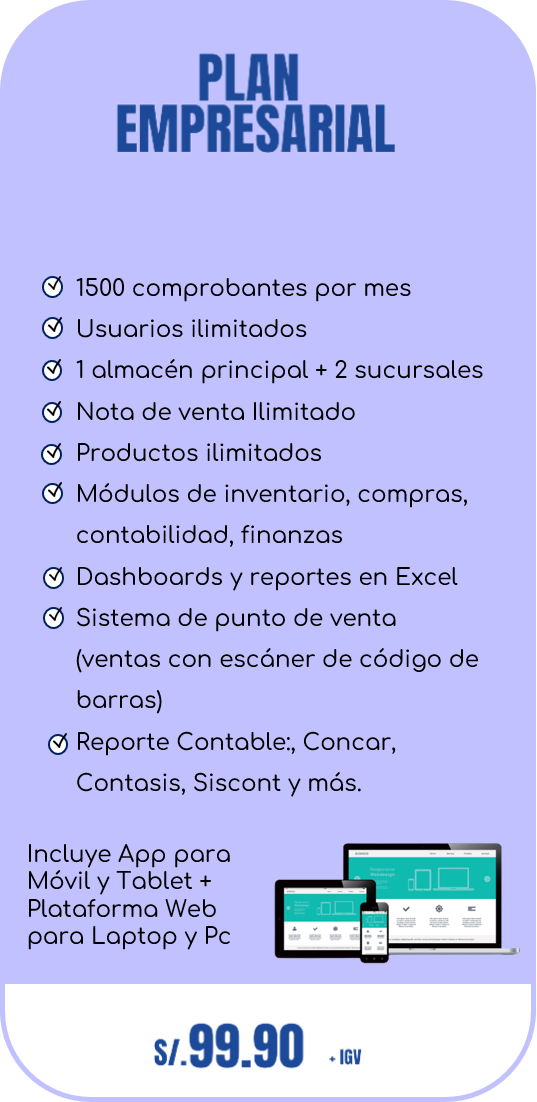 PLAN
EMPRESARIAL
1500 comprobantes por mes
Usuarios ilimitados
1 almacén principal + 2 sucursales
Nota de venta Ilimitado
Productos ilimitados
Módulos de inventario, compras,
contabilidad, finanzas
Dashboards y reportes en Excel
Sistema de punto de venta
(ventas con escáner de código de
barras)
Reporte Contable:, Concar,
Contasis, Siscont y más.
Incluye App para
Móvil y Tablet +
Plataforma Web
para Laptop y Pc
S/.99.90 + IGV